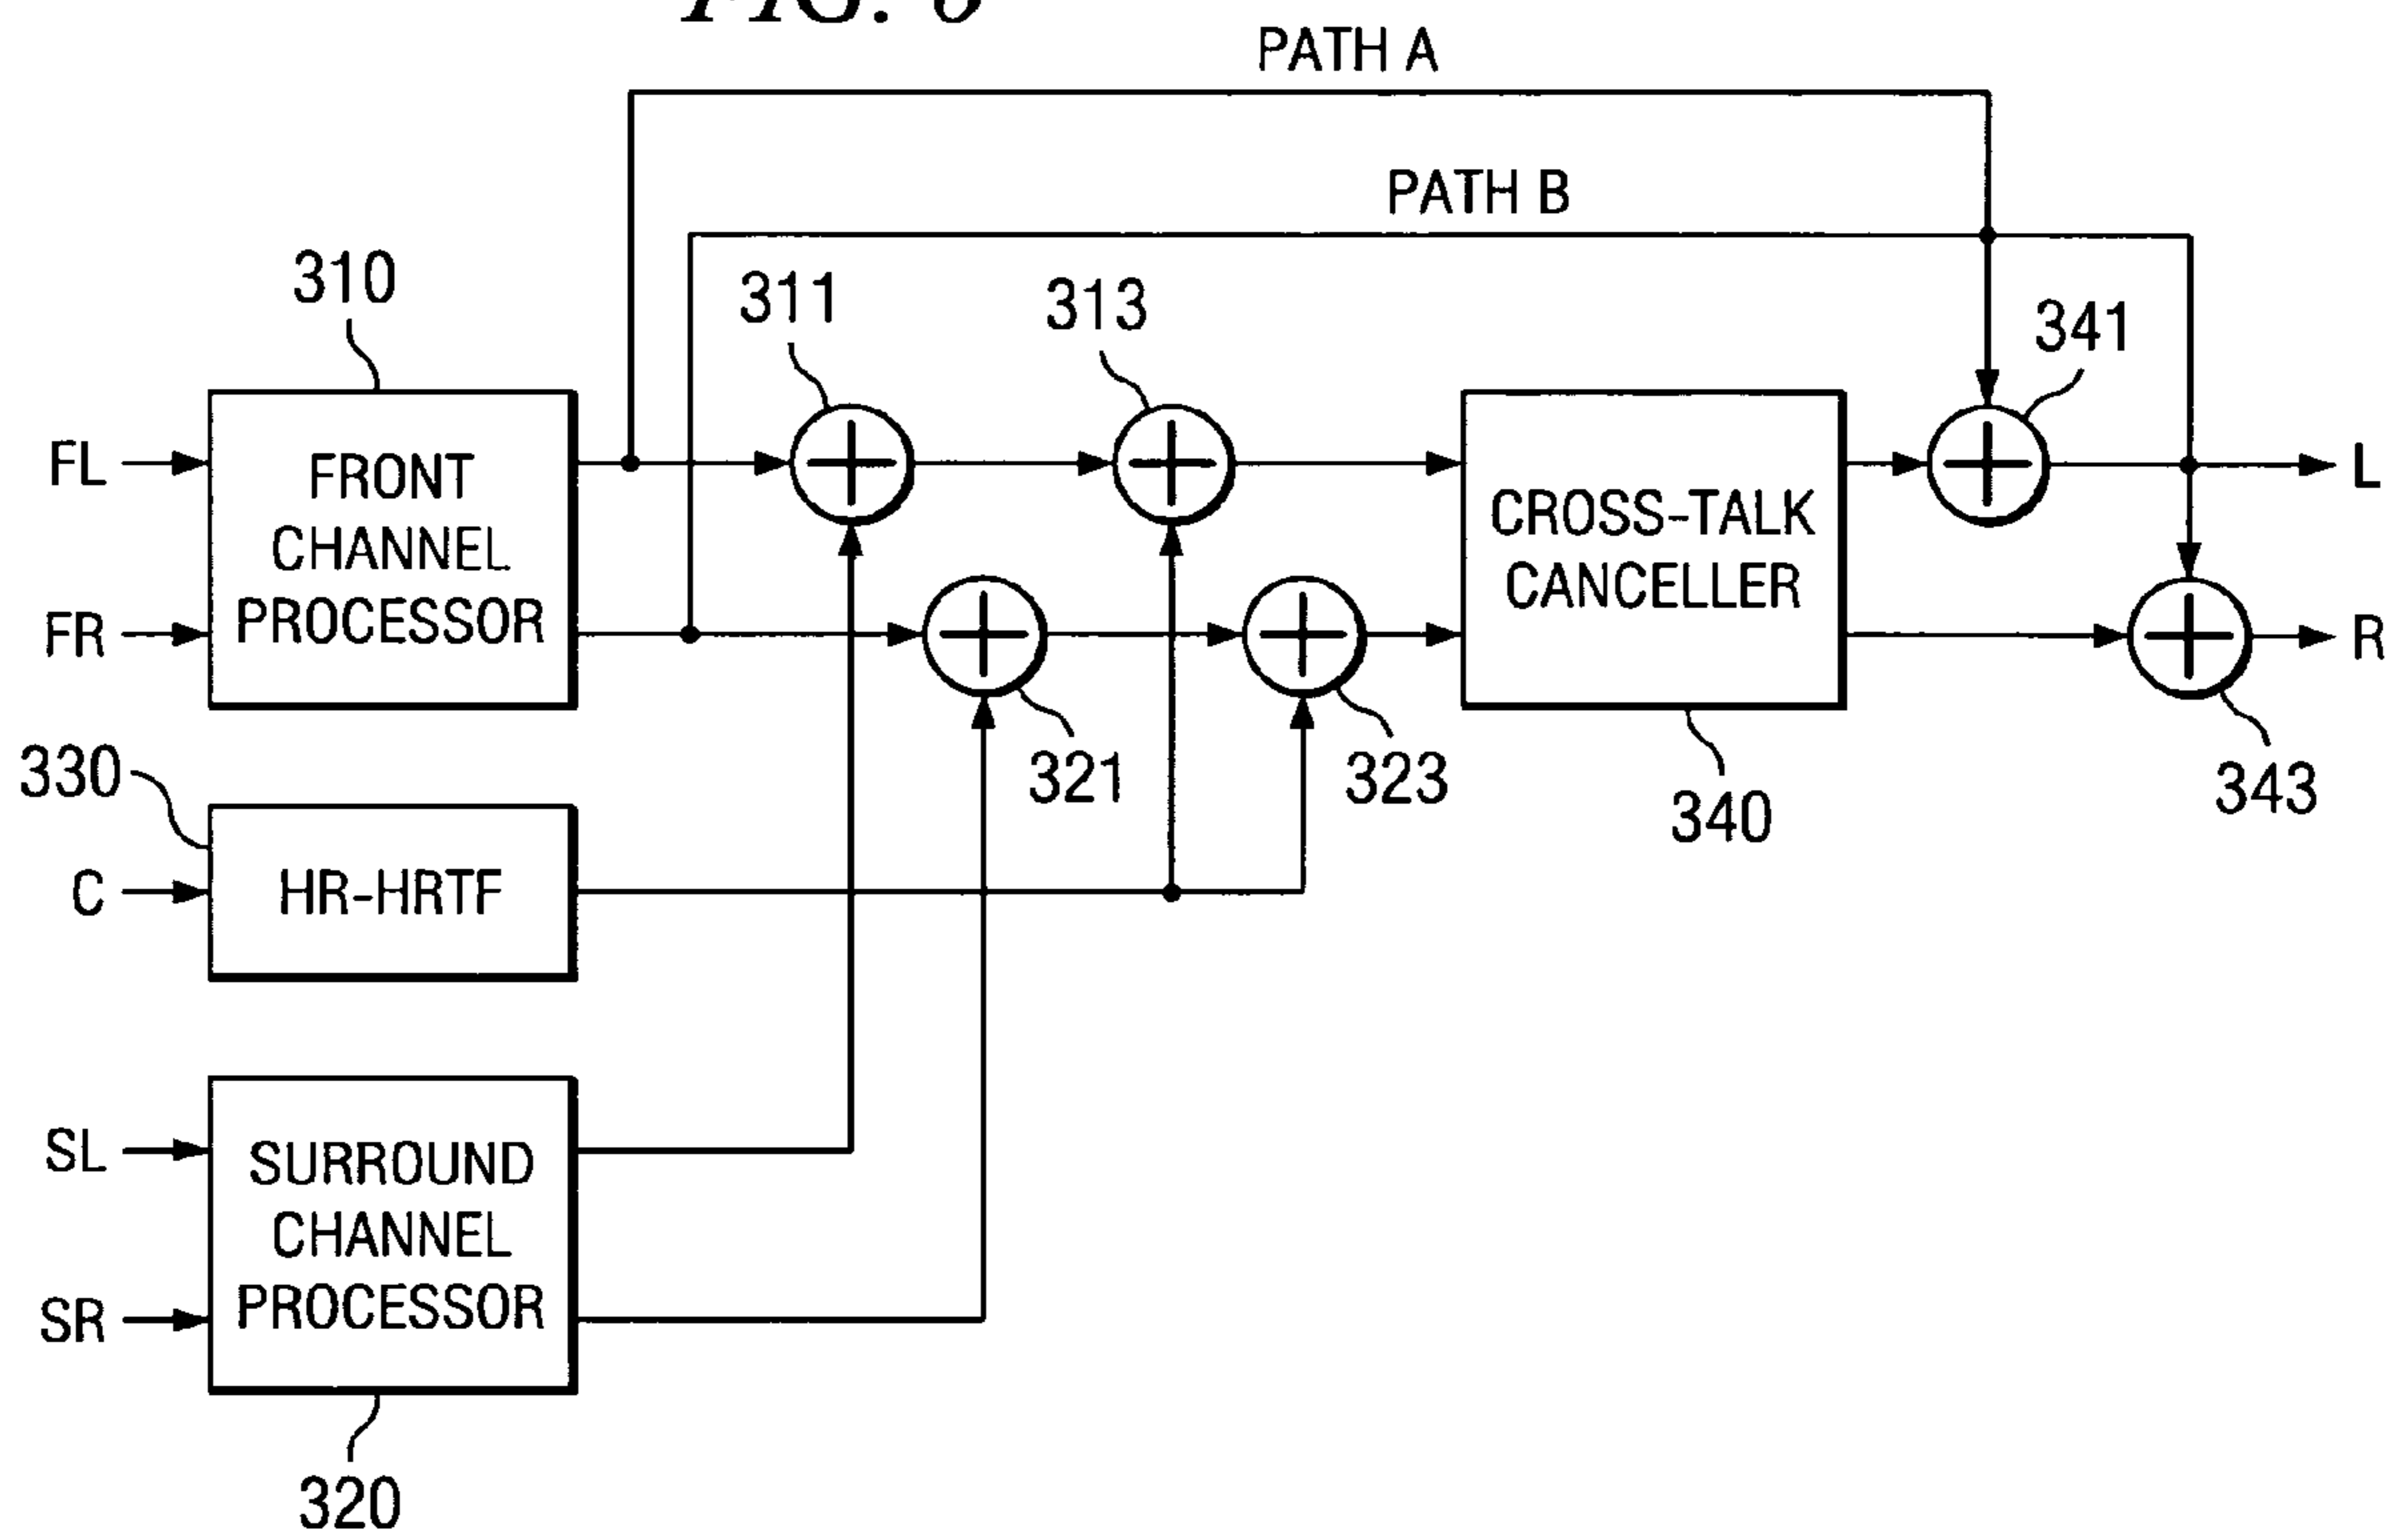 FIG.
PATH A
PATH B
310
311
313
341
FL
FRONT
CHANNEL
PROCESSOR
FR
CROSS-TALK
CANCELLER
L
R
321
323
340
343
330
C
HR-HRTF
SL
SURROUND
CHANNEL
PROCESSOR
SR
320